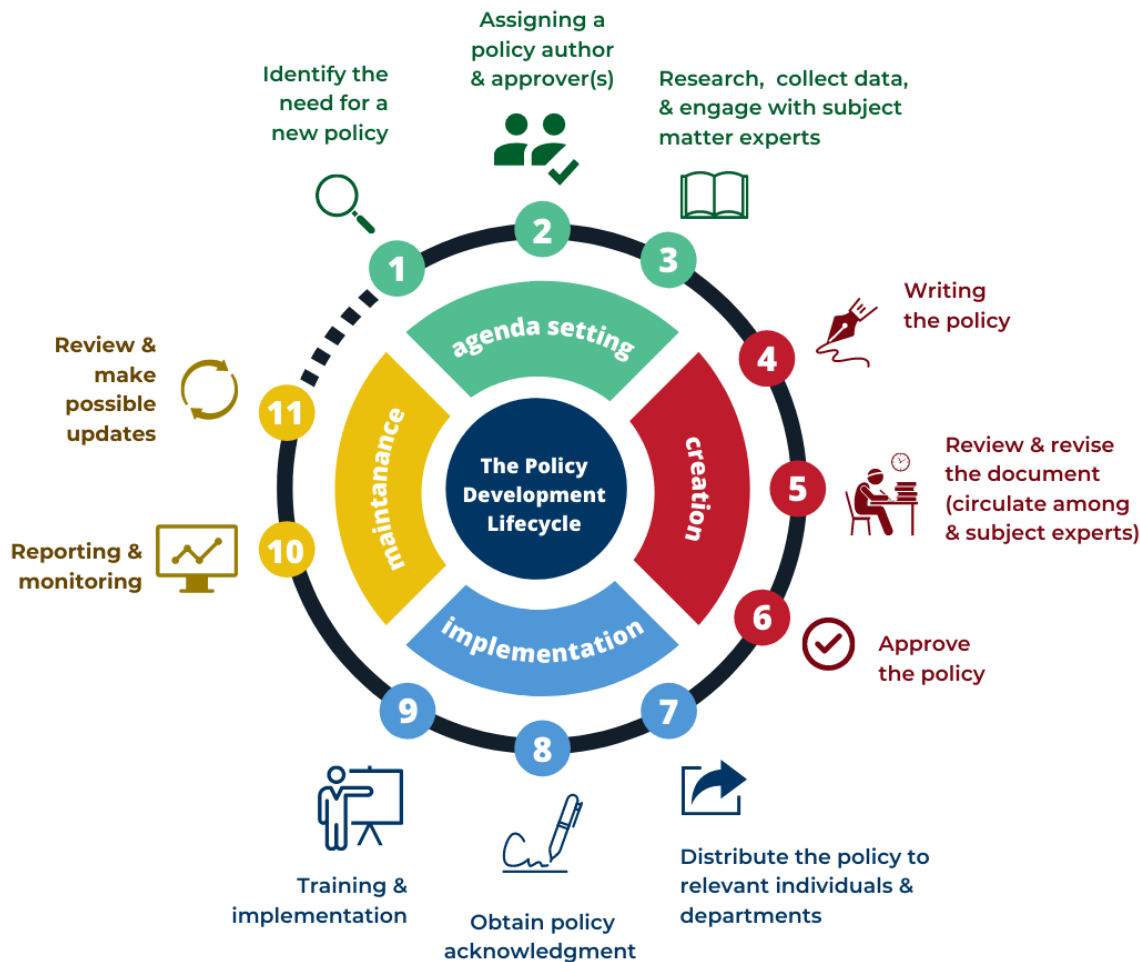 Identify the
need for a
new policy
1
Assigning a
policy author
& approver(s)
2
Research, collect data,
& engage with subject
matter experts
3
Writing
the policy
4
Review & revise
the document
(circulate among
& subject experts)
5
Approve
the policy
6
Distribute the policy to
relevant individuals &
departments
7
Obtain policy
acknowledgment
8
Training &
implementation
9
Reporting &
monitoring
10
Review &
make
possible
updates
11
agenda setting
creation
implementation
maintanance
The Policy
Development
Lifecycle